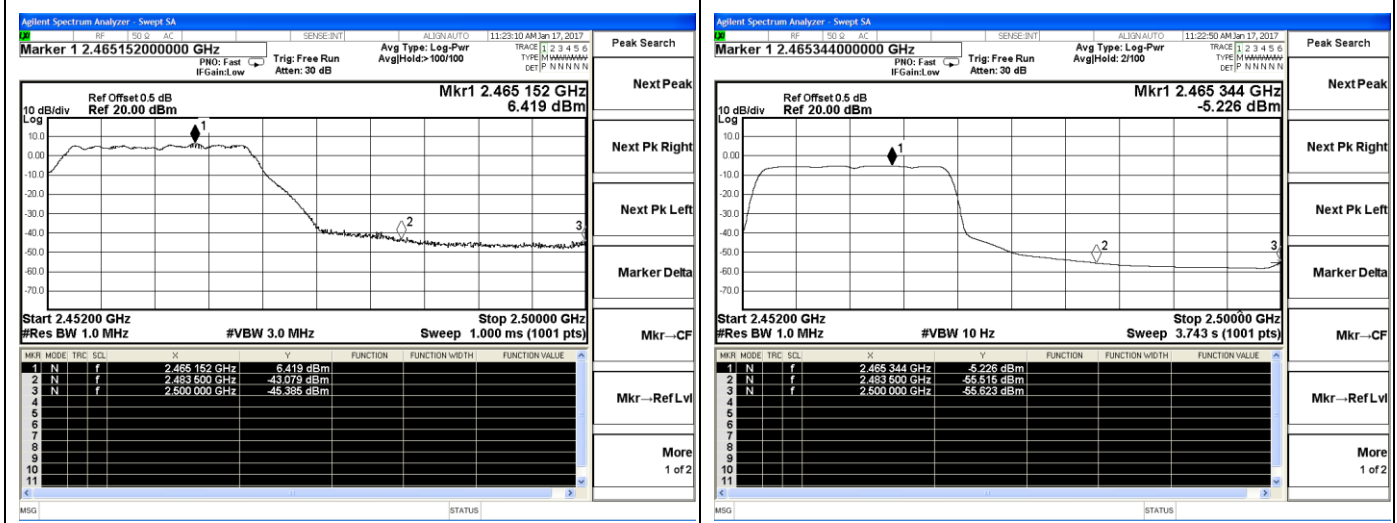 Agilent Spectrum Analyzer - Swept SA
RF 50 Ω AC SENSE:INT ALIGN AUTO 11:23:10 AM Jan 17, 2017
Marker 1 2.465152000000 GHz
PNO: Fast
IFGain:Low
Trig: Free Run
Atten: 30 dB
Avg Type: Log-Pwr
Avg|Hold:>100/100
TRACE 1 2 3 4 5 6
TYPE M WWWWW
DET P N N N N N
Peak Search
Mkr1 2.465 152 GHz
6.419 dBm
Ref Offset 0.5 dB
10 dB/div Ref 20.00 dBm
Log
10.0
0.00
-10.0
-20.0
-30.0
-40.0
-50.0
-60.0
-70.0
1
2
3
Start 2.45200 GHz Stop 2.50000 GHz
#Res BW 1.0 MHz #VBW 3.0 MHz Sweep 1.000 ms (1001 pts)
MKR MODE TRC SCL X Y FUNCTION FUNCTION WIDTH FUNCTION VALUE
1 N f 2.465 152 GHz 6.419 dBm
2 N f 2.483 500 GHz -43.079 dBm
3 N f 2.500 000 GHz -45.385 dBm
4
5
6
7
8
9
10
11
Next Peak
Next Pk Right
Next Pk Left
Marker Delta
Mkr→CF
Mkr→Ref Lvl
More
1 of 2
MSG STATUS
Agilent Spectrum Analyzer - Swept SA
RF 50 Ω AC SENSE:INT ALIGN AUTO 11:22:50 AM Jan 17, 2017
Marker 1 2.465344000000 GHz
PNO: Fast
IFGain:Low
Trig: Free Run
Atten: 30 dB
Avg Type: Log-Pwr
Avg|Hold: 2/100
TRACE 1 2 3 4 5 6
TYPE M WWWWW
DET P N N N N N
Peak Search
Mkr1 2.465 344 GHz
-5.226 dBm
Ref Offset 0.5 dB
10 dB/div Ref 20.00 dBm
Log
10.0
0.00
-10.0
-20.0
-30.0
-40.0
-50.0
-60.0
-70.0
1
2
3
Start 2.45200 GHz Stop 2.50000 GHz
#Res BW 1.0 MHz #VBW 10 Hz Sweep 3.743 s (1001 pts)
MKR MODE TRC SCL X Y FUNCTION FUNCTION WIDTH FUNCTION VALUE
1 N f 2.465 344 GHz -5.226 dBm
2 N f 2.483 500 GHz -55.515 dBm
3 N f 2.500 000 GHz -55.623 dBm
4
5
6
7
8
9
10
11
Next Peak
Next Pk Right
Next Pk Left
Marker Delta
Mkr→CF
Mkr→Ref Lvl
More
1 of 2
MSG STATUS